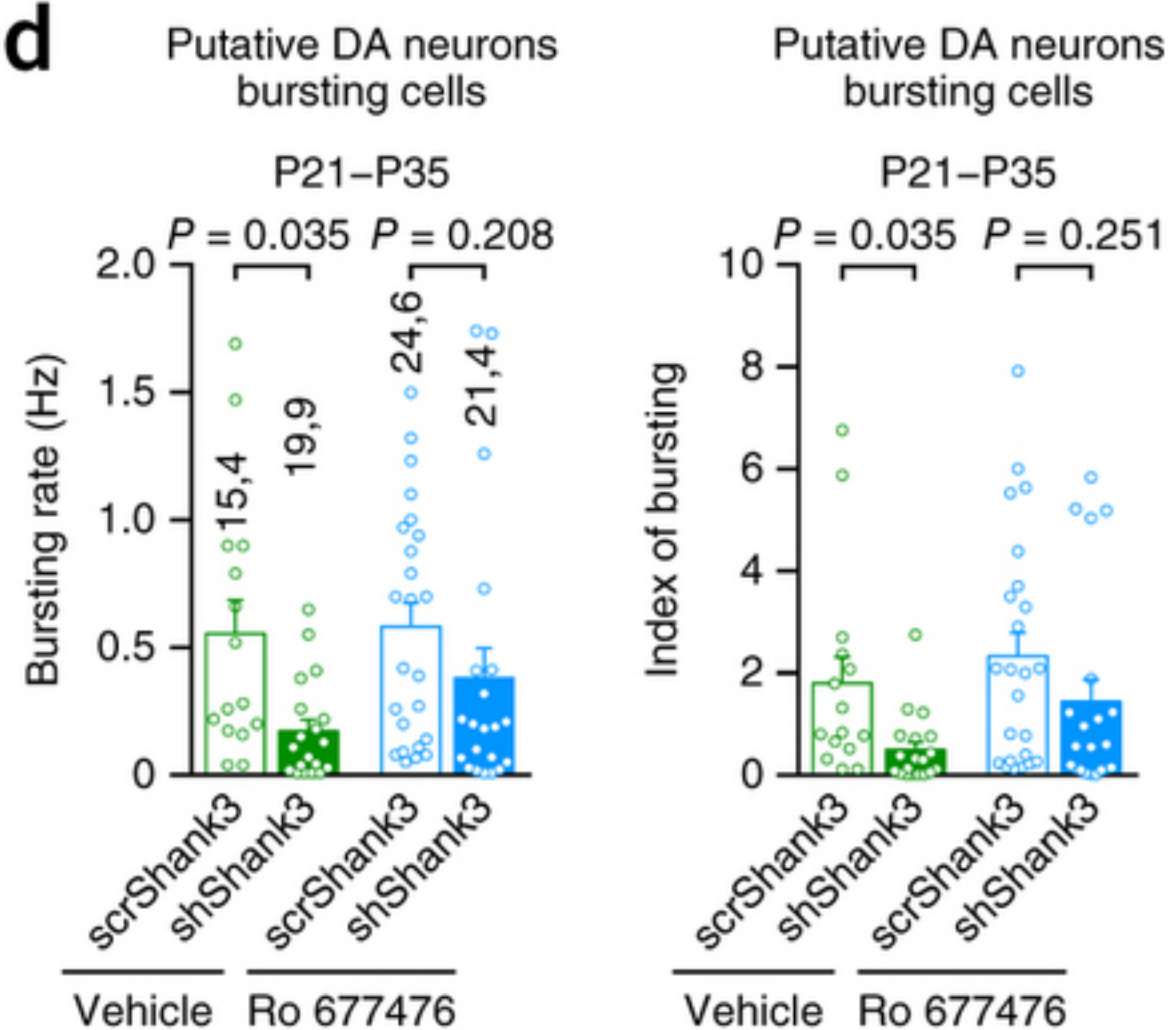 d
Putative DA neurons
bursting cells
P21–P35
P = 0.035 P = 0.208
Bursting rate (Hz)
2.0
1.5
1.0
0.5
0
15,4
19,9
24,6
21,4
scrShank3
shShank3
scrShank3
shShank3
Vehicle
Ro 677476
Putative DA neurons
bursting cells
P21–P35
P = 0.035 P = 0.251
Index of bursting
10
8
6
4
2
0
scrShank3
shShank3
scrShank3
shShank3
Vehicle
Ro 677476